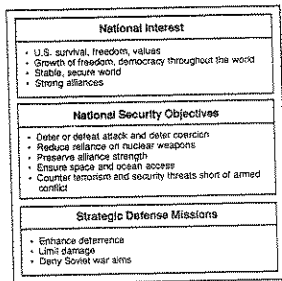 National Interest
• U.S. survival, freedom, values
• Growth of freedom, democracy throughout the world
• Stable, secure world
• Strong alliances
National Security Objectives
• Deter or defeat attack and deter coercion
• Reduce reliance on nuclear weapons
• Preserve alliance strength
• Ensure space and ocean access
• Counter terrorism and security threats short of armed
conflict
Strategic Defense Missions
• Enhance deterrence
• Limit damage
• Deny Soviet war aims